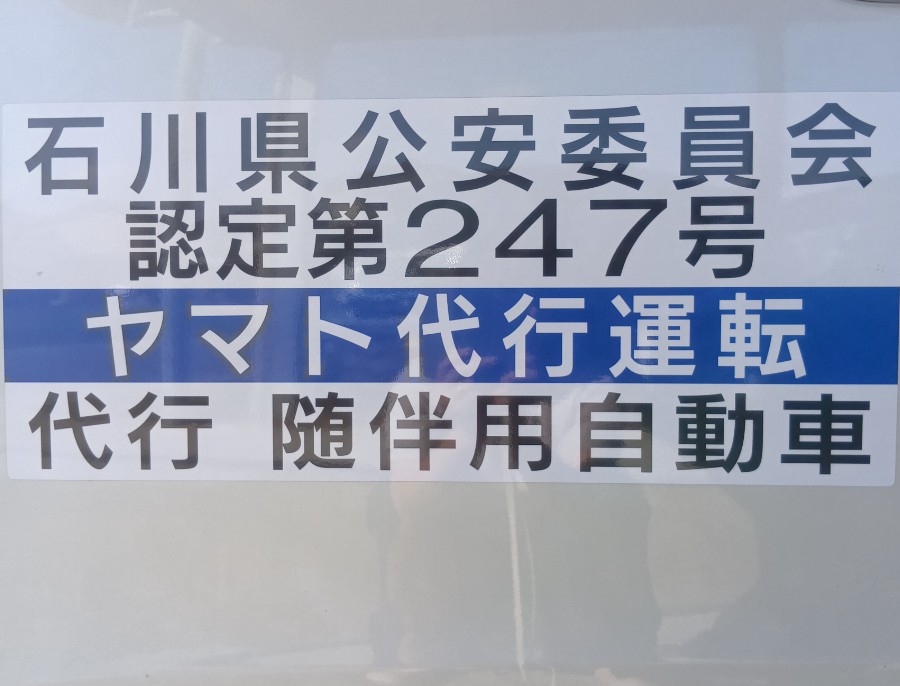 石川県公安委員会
認定第247号
ヤマト代行運転
代行 随伴用自動車